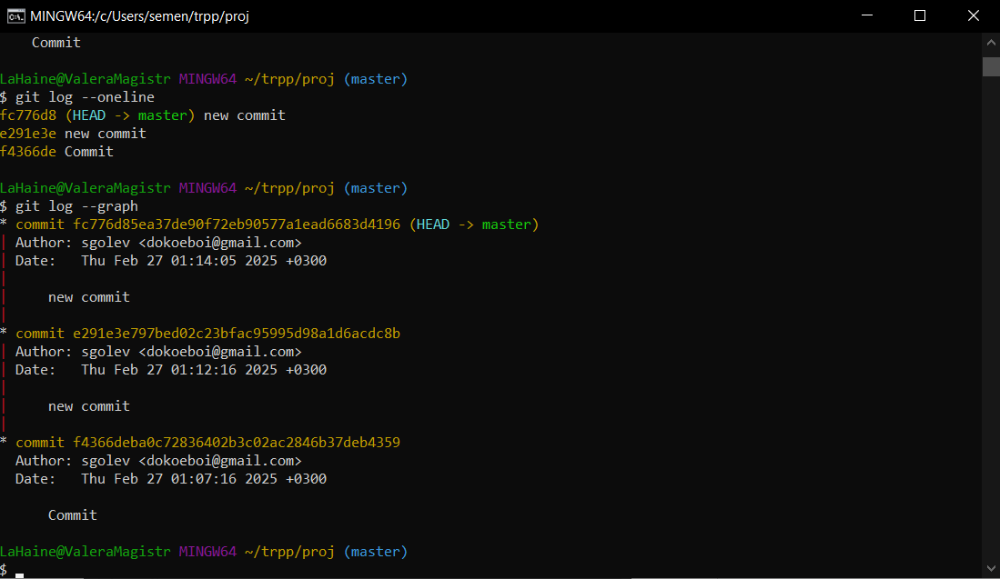 MINGW64:/c/Users/semen/trpp/proj
Commit
LaHaine@ValeraMagistr MINGW64 ~/trpp/proj (master)
$ git log --oneline
fc776d8 (HEAD -> master) new commit
e291e3e new commit
f4366de Commit
LaHaine@ValeraMagistr MINGW64 ~/trpp/proj (master)
$ git log --graph
* commit fc776d85ea37de90f72eb90577a1ead6683d4196 (HEAD -> master)
| Author: sgolev <dokoeboi@gmail.com>
| Date:   Thu Feb 27 01:14:05 2025 +0300
|
|     new commit
|
* commit e291e3e797bed02c23bfac95995d98a1d6acdc8b
| Author: sgolev <dokoeboi@gmail.com>
| Date:   Thu Feb 27 01:12:16 2025 +0300
|
|     new commit
|
* commit f4366deba0c72836402b3c02ac2846b37deb4359
  Author: sgolev <dokoeboi@gmail.com>
  Date:   Thu Feb 27 01:07:16 2025 +0300
      Commit
LaHaine@ValeraMagistr MINGW64 ~/trpp/proj (master)
$